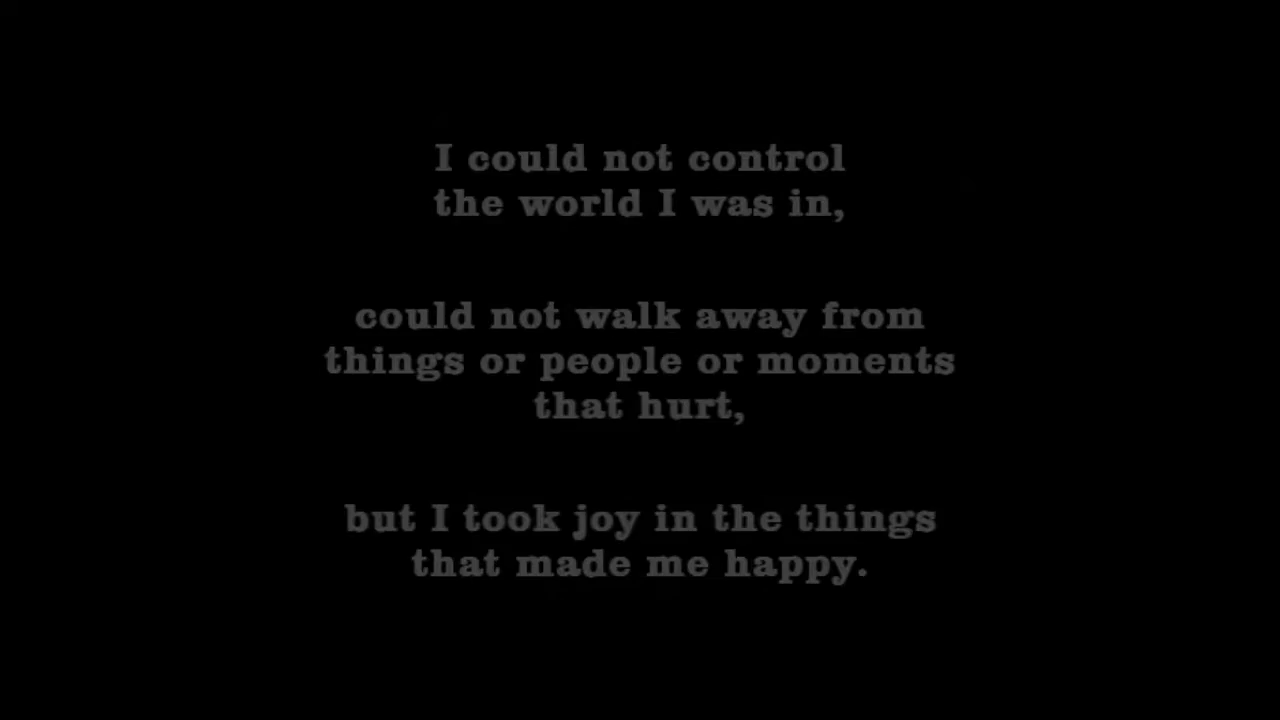 I could not control
the world I was in,
could not walk away from
things or people or moments
that hurt,
but I took joy in the things
that made me happy.